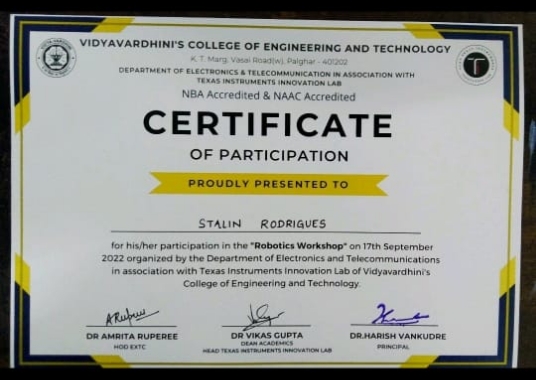 VIDYAVARDHINI'S COLLEGE OF ENGINEERING AND TECHNOLOGY
K. T. Marg, Vasai Road(w), Palghar - 401202
DEPARTMENT OF ELECTRONICS & TELECOMMUNICATION IN ASSOCIATION WITH
TEXAS INSTRUMENTS INNOVATION LAB
NBA Accredited & NAAC Accredited
CERTIFICATE
OF PARTICIPATION
PROUDLY PRESENTED TO
STALIN RODRIGUES
for his/her participation in the "Robotics Workshop" on 17th September
2022 organized by the Department of Electronics and Telecommunications
in association with Texas Instruments Innovation Lab of Vidyavardhini's
College of Engineering and Technology.
DR AMRITA RUPEREE
HOD EXTC
DR VIKAS GUPTA
DEAN ACADEMICS
HEAD TEXAS INSTRUMENTS INNOVATION LAB
DR.HARISH VANKUDRE
PRINCIPAL